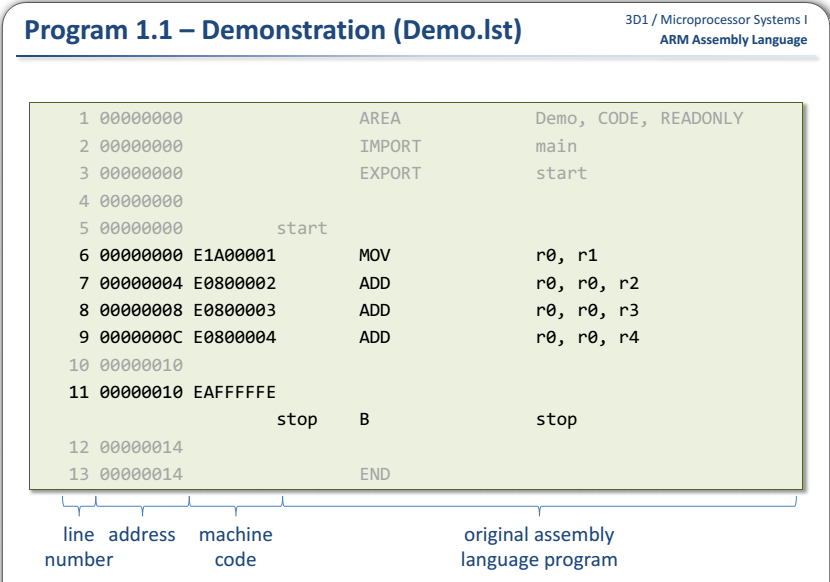 Program 1.1 – Demonstration (Demo.lst)
3D1 / Microprocessor Systems I
ARM Assembly Language
1 00000000 AREA Demo, CODE, READONLY
2 00000000 IMPORT main
3 00000000 EXPORT start
4 00000000
5 00000000 start
6 00000000 E1A00001 MOV r0, r1
7 00000004 E0800002 ADD r0, r0, r2
8 00000008 E0800003 ADD r0, r0, r3
9 0000000C E0800004 ADD r0, r0, r4
10 00000010
11 00000010 EAFFFFFE
stop B stop
12 00000014
13 00000014 END
line number
address
machine code
original assembly
language program